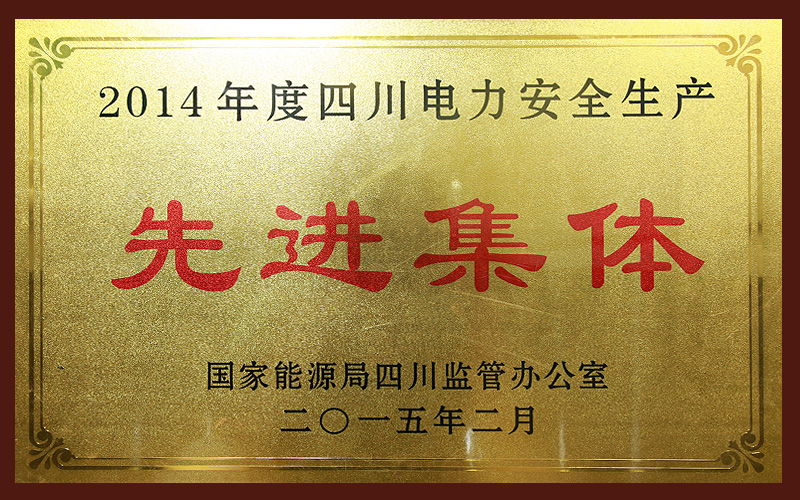 2014年度四川电力安全生产
先进集体
国家能源局四川监管办公室
二〇一五年二月